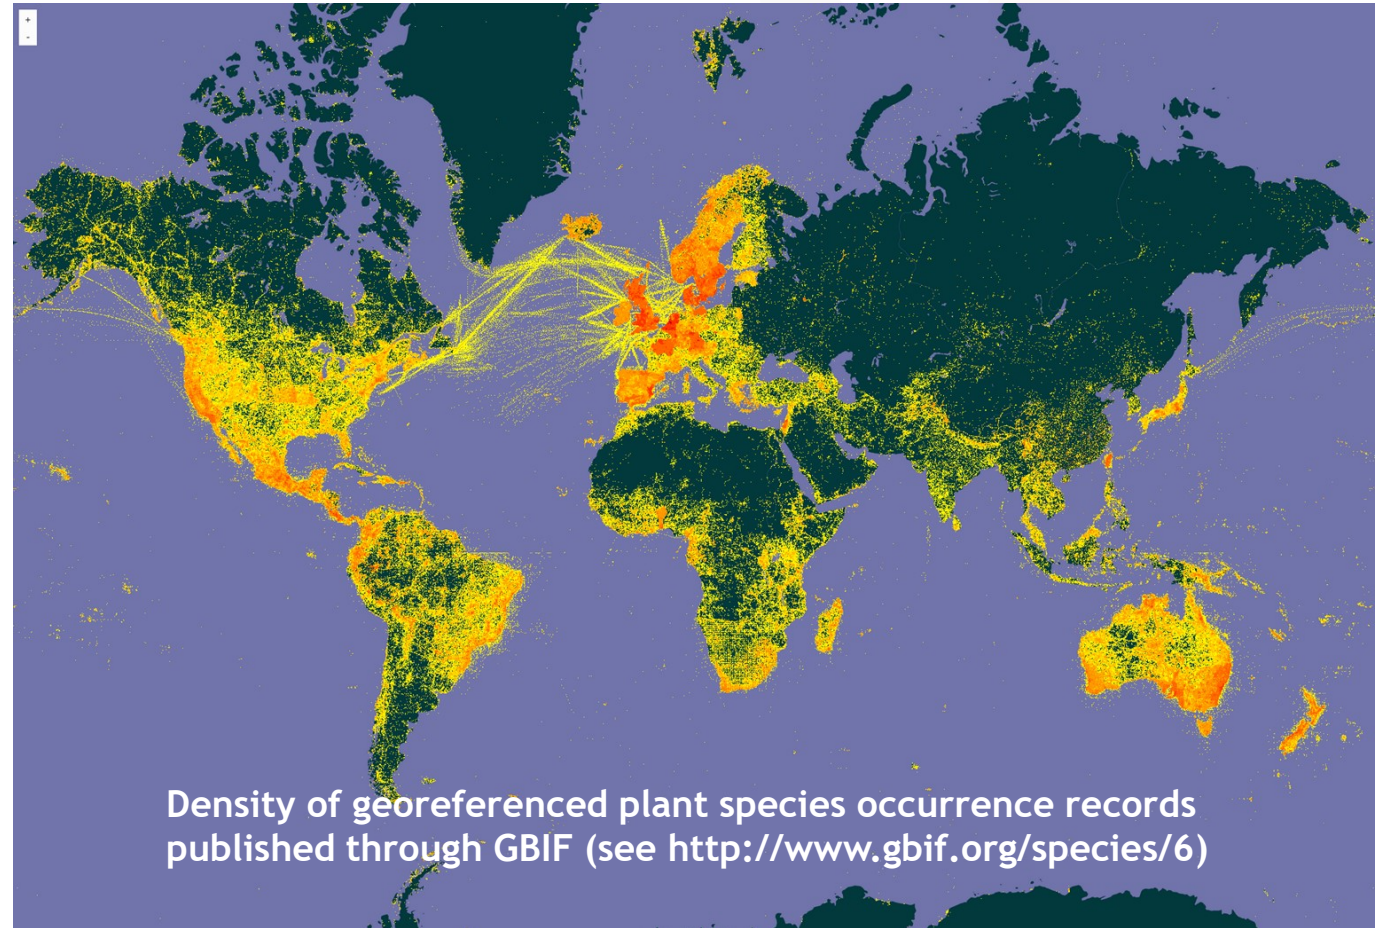 +
-
Density of georeferenced plant species occurrence records
published through GBIF (see http://www.gbif.org/species/6)